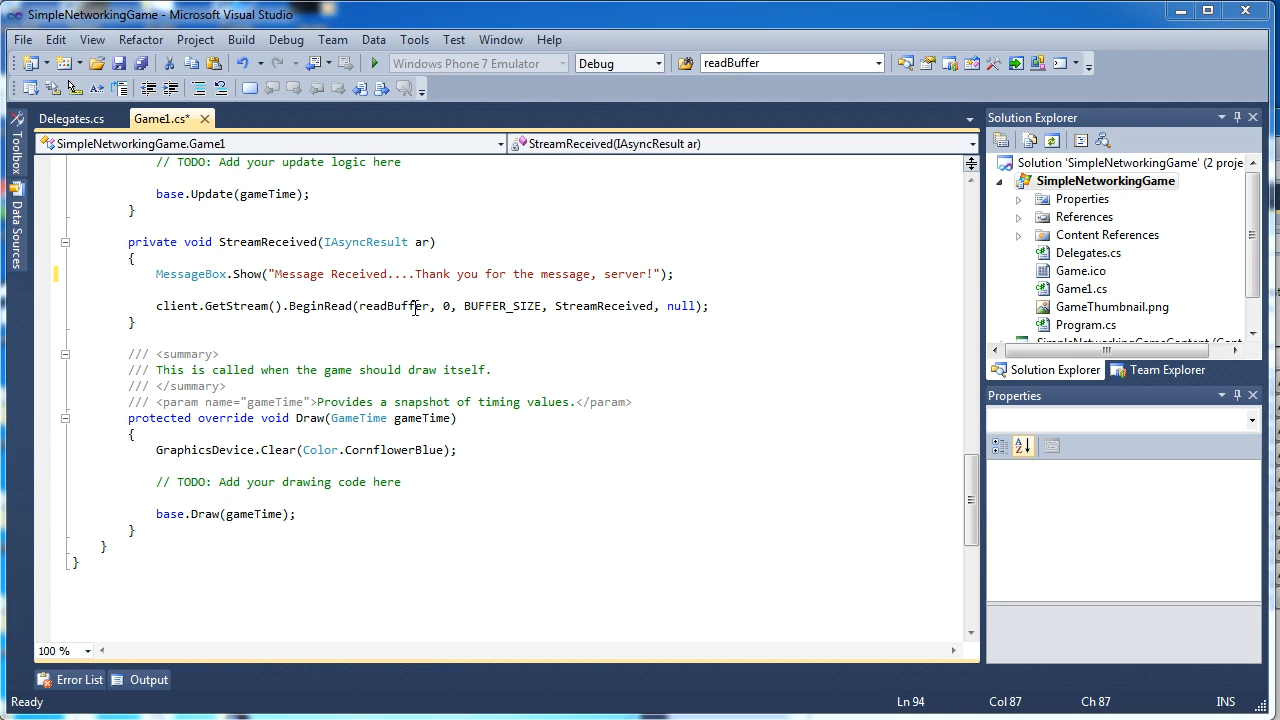 SimpleNetworkingGame - Microsoft Visual Studio
File Edit View Refactor Project Build Debug Team Data Tools Test Window Help
Windows Phone 7 Emulator Debug readBuffer
Delegates.cs Game1.cs*
Solution Explorer
SimpleNetworkingGame.Game1 StreamReceived(IAsyncResult ar)
Toolbox
Data Sources
// TODO: Add your update logic here
base.Update(gameTime);
}
private void StreamReceived(IAsyncResult ar)
{
MessageBox.Show("Message Received....Thank you for the message, server!");
client.GetStream().BeginRead(readBuffer, 0, BUFFER_SIZE, StreamReceived, null);
}
/// <summary>
/// This is called when the game should draw itself.
/// </summary>
/// <param name="gameTime">Provides a snapshot of timing values.</param>
protected override void Draw(GameTime gameTime)
{
GraphicsDevice.Clear(Color.CornflowerBlue);
// TODO: Add your drawing code here
base.Draw(gameTime);
}
}
}
100 %
Solution 'SimpleNetworkingGame' (2 proje
SimpleNetworkingGame
Properties
References
Content References
Delegates.cs
Game.ico
Game1.cs
GameThumbnail.png
Program.cs
Solution Explorer Team Explorer
Properties
Error List Output
Ready Ln 94 Col 87 Ch 87 INS